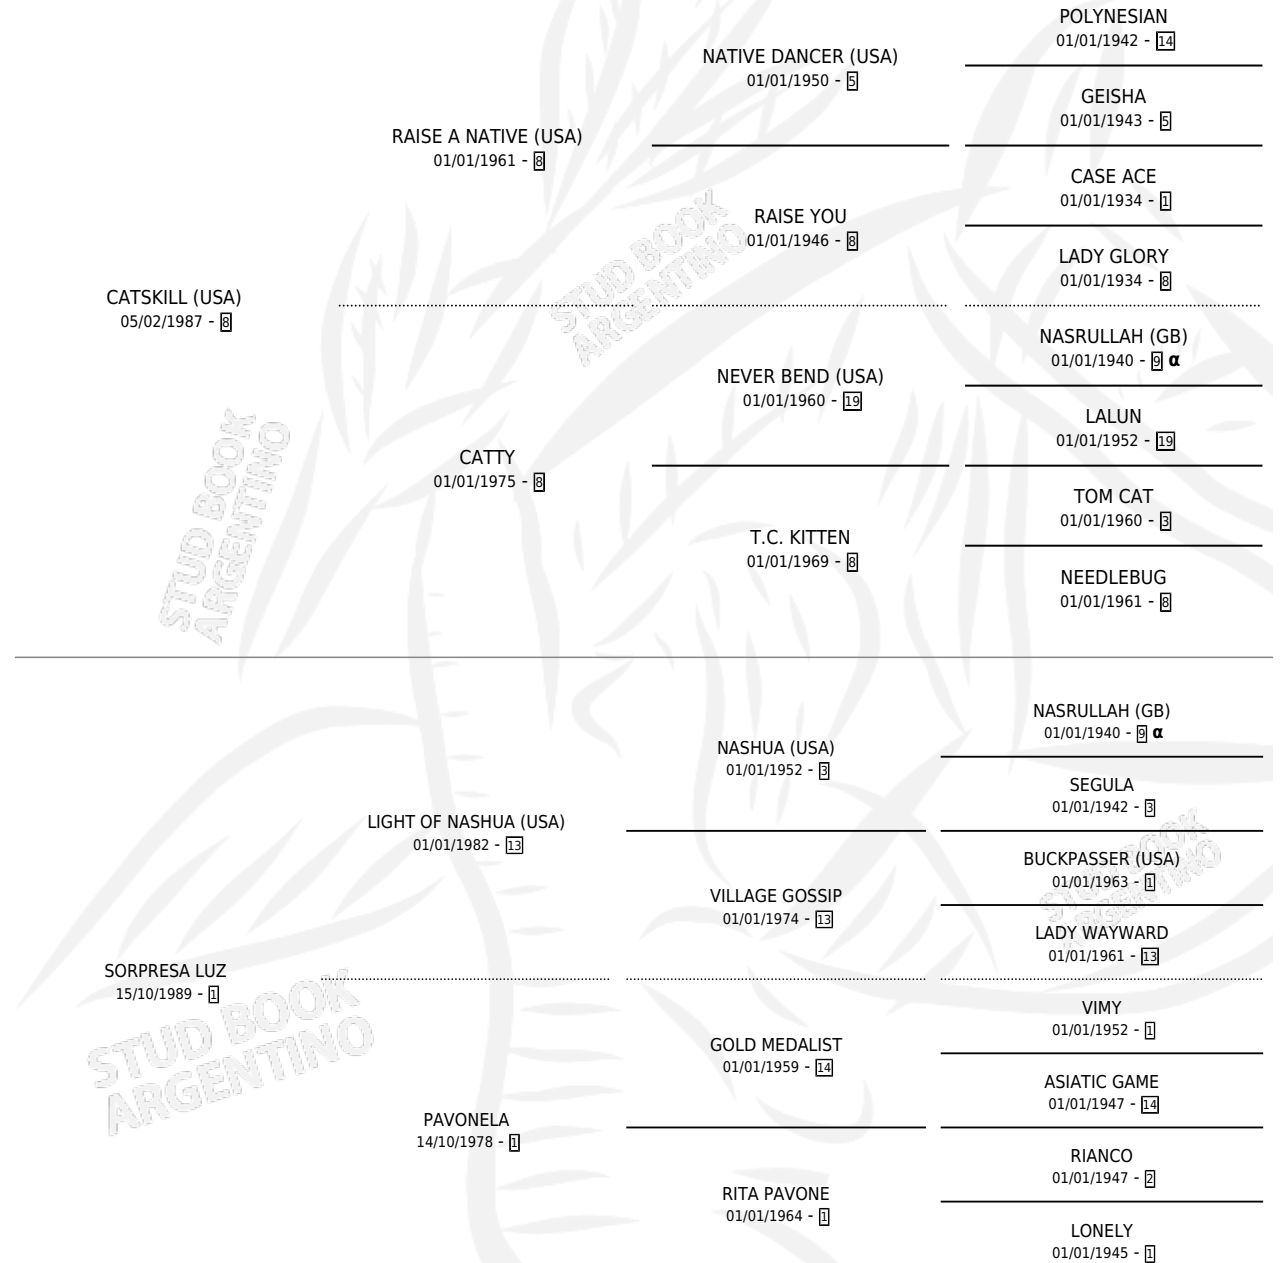 POLYNESIAN
01/01/1942 - 14
NATIVE DANCER (USA)
01/01/1950 - 5
GEISHA
01/01/1943 - 5
RAISE A NATIVE (USA)
01/01/1961 - 8
CASE ACE
01/01/1934 - 1
RAISE YOU
01/01/1946 - 8
LADY GLORY
01/01/1934 - 8
CATSKILL (USA)
05/02/1987 - 8
NASRULLAH (GB)
01/01/1940 - 9 α
NEVER BEND (USA)
01/01/1960 - 19
LALUN
01/01/1952 - 19
CATTY
01/01/1975 - 8
TOM CAT
01/01/1960 - 3
T.C. KITTEN
01/01/1969 - 8
NEEDLEBUG
01/01/1961 - 8
STUD BOOK
ARGENTINO
STUD BOOK
ARGENTINO
NASRULLAH (GB)
01/01/1940 - 9 α
NASHUA (USA)
01/01/1952 - 3
SEGULA
01/01/1942 - 3
LIGHT OF NASHUA (USA)
01/01/1982 - 13
BUCKPASSER (USA)
01/01/1963 - 1
VILLAGE GOSSIP
01/01/1974 - 13
LADY WAYWARD
01/01/1961 - 13
SORPRESA LUZ
15/10/1989 - 1
VIMY
01/01/1952 - 1
GOLD MEDALIST
01/01/1959 - 14
ASIATIC GAME
01/01/1947 - 14
PAVONELA
14/10/1978 - 1
RIANCO
01/01/1947 - 2
RITA PAVONE
01/01/1964 - 1
LONELY
01/01/1945 - 1
STUD BOOK
ARGENTINO
STUD BOOK
ARGENTINO